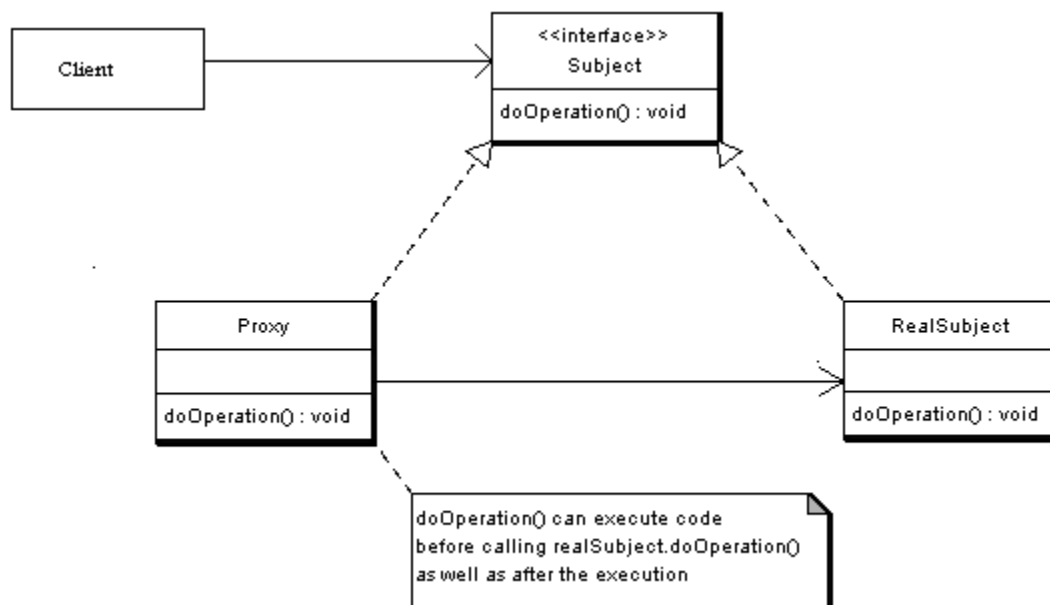 Client
<<interface>>
Subject
doOperation() : void
Proxy
doOperation() : void
RealSubject
doOperation() : void
doOperation() can execute code
before calling realSubject.doOperation()
as well as after the execution